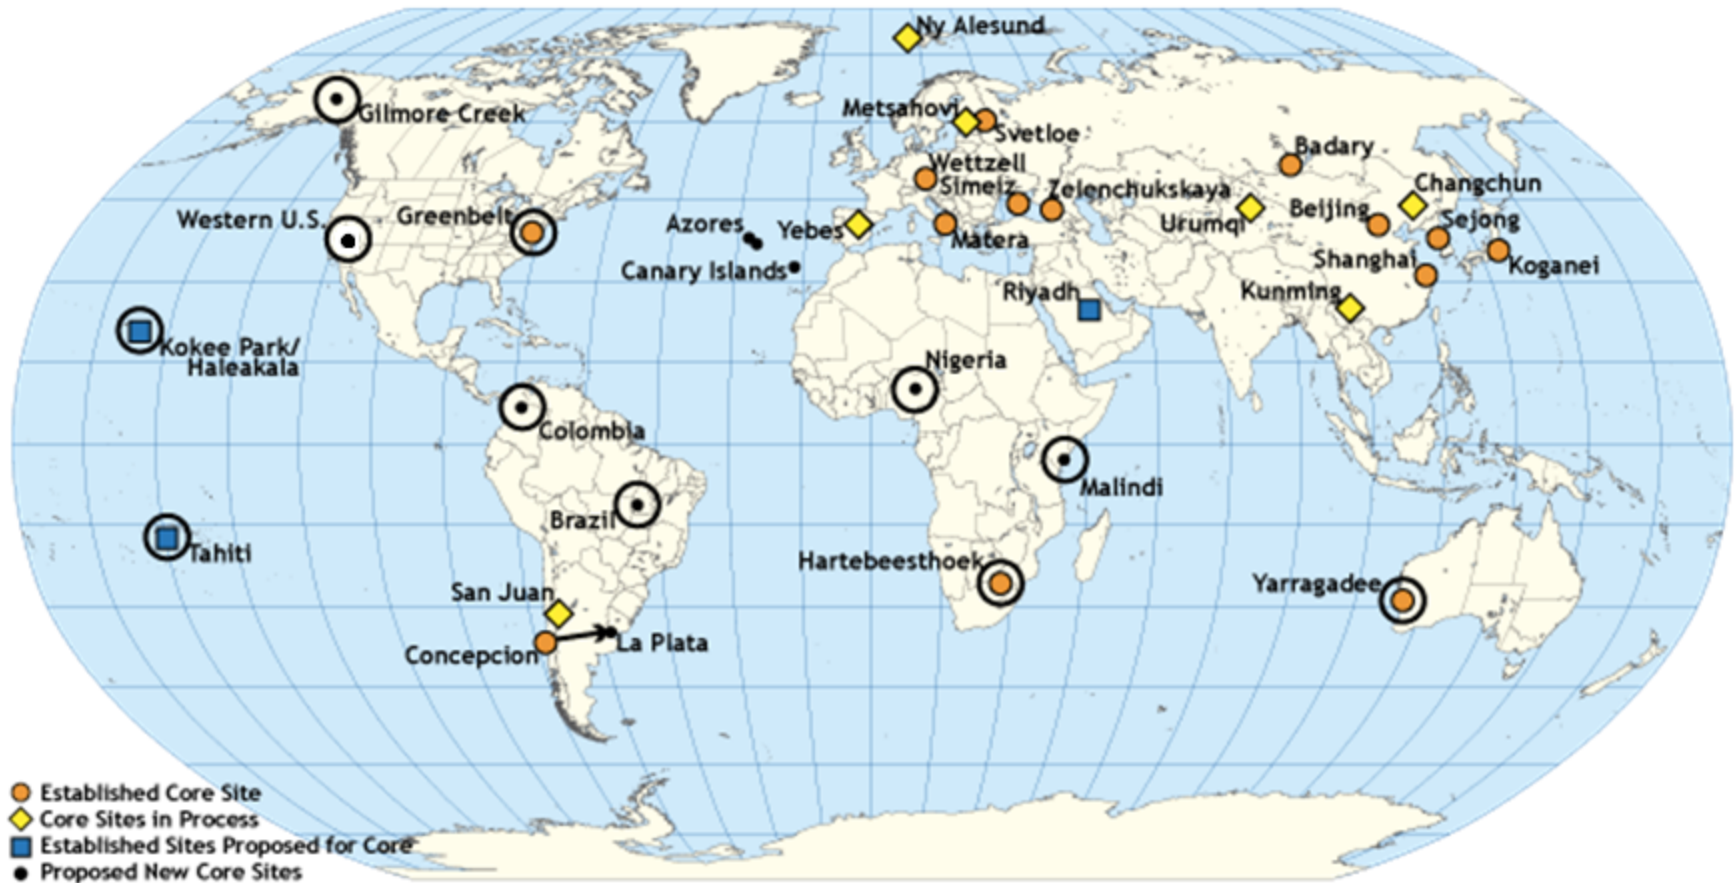 Ny Alesund
Gilmore Creek
Metsahovi
Svetloe
Badary
Wettzell
Simeiz
Zelenchukskaya
Changchun
Western U.S.
Greenbelt
Azores
Yebes
Matera
Urumqi
Beijing
Sejong
Canary Islands
Shanghai
Koganei
Riyadh
Kunming
Kokee Park/
Haleakala
Nigeria
Colombia
Malindi
Brazil
Tahiti
Hartebeesthoek
Yarragadee
San Juan
Concepcion
La Plata
Established Core Site
Core Sites in Process
Established Sites Proposed for Core
Proposed New Core Sites